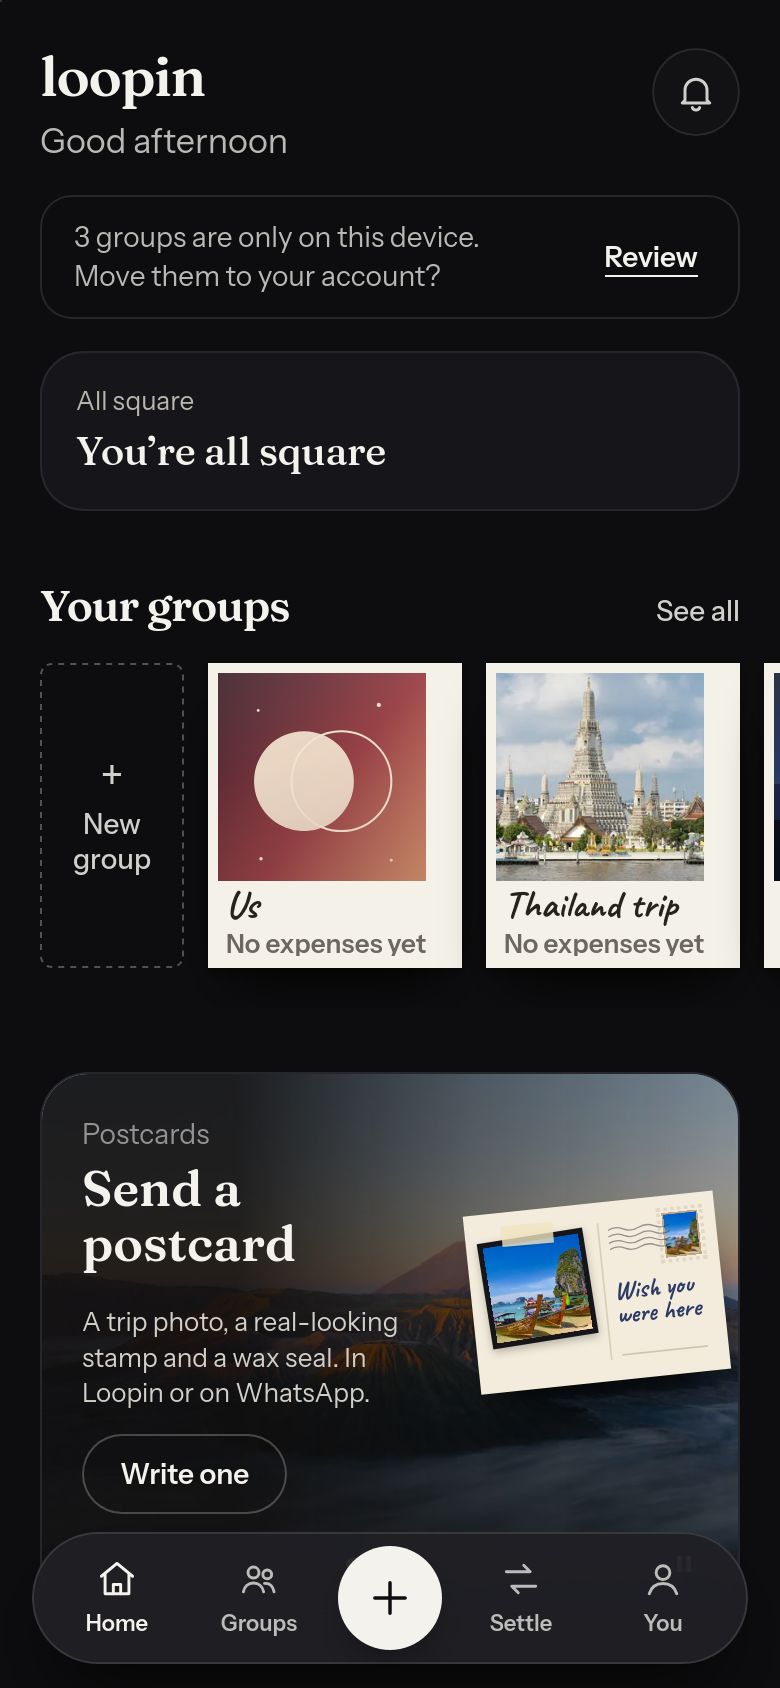 loopin
Good afternoon
3 groups are only on this device.
Move them to your account?
Review
All square
You’re all square
Your groups
See all
+
New
group
Us
No expenses yet
Thailand trip
No expenses yet
Postcards
Send a
postcard
A trip photo, a real-looking
stamp and a wax seal. In
Loopin or on WhatsApp.
Wish you
were here
Write one
Home
Groups
Settle
You